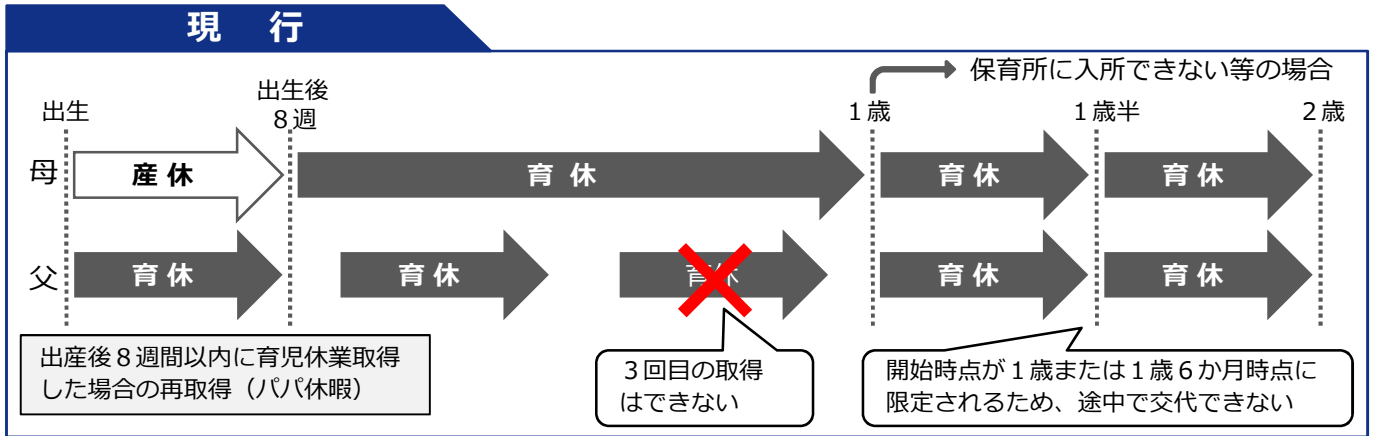 現 行
保育所に入所できない等の場合
出生
出生後
８週
１歳
１歳半
２歳
母
産 休
育 休
育 休
育 休
父
育 休
育 休
育 休
育 休
育 休
出産後８週間以内に育児休業取得
した場合の再取得（パパ休暇）
３回目の取得
はできない
開始時点が１歳または１歳６か月時点に
限定されるため、途中で交代できない